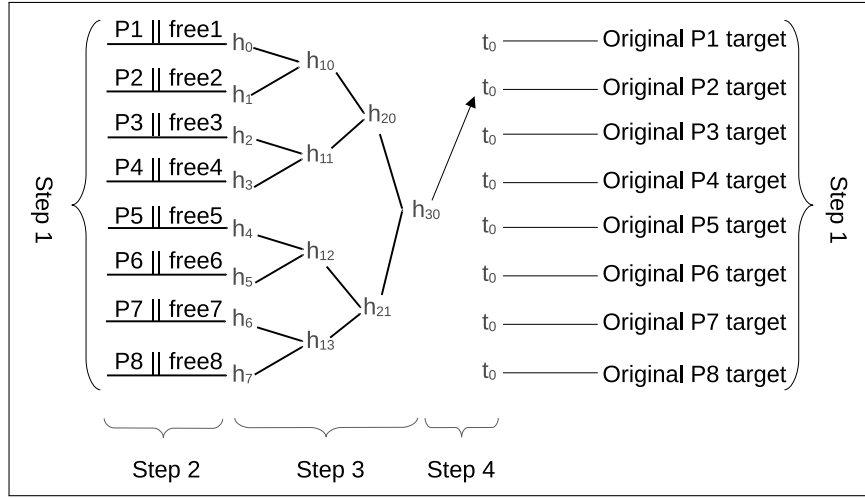 P1 || free1
P2 || free2
P3 || free3
P4 || free4
P5 || free5
P6 || free6
P7 || free7
P8 || free8
Step 1
h0
h1
h2
h3
h4
h5
h6
h7
h10
h11
h12
h13
h20
h21
h30
t0 Original P1 target
t0 Original P2 target
t0 Original P3 target
t0 Original P4 target
t0 Original P5 target
t0 Original P6 target
t0 Original P7 target
t0 Original P8 target
Step 1
Step 2
Step 3
Step 4